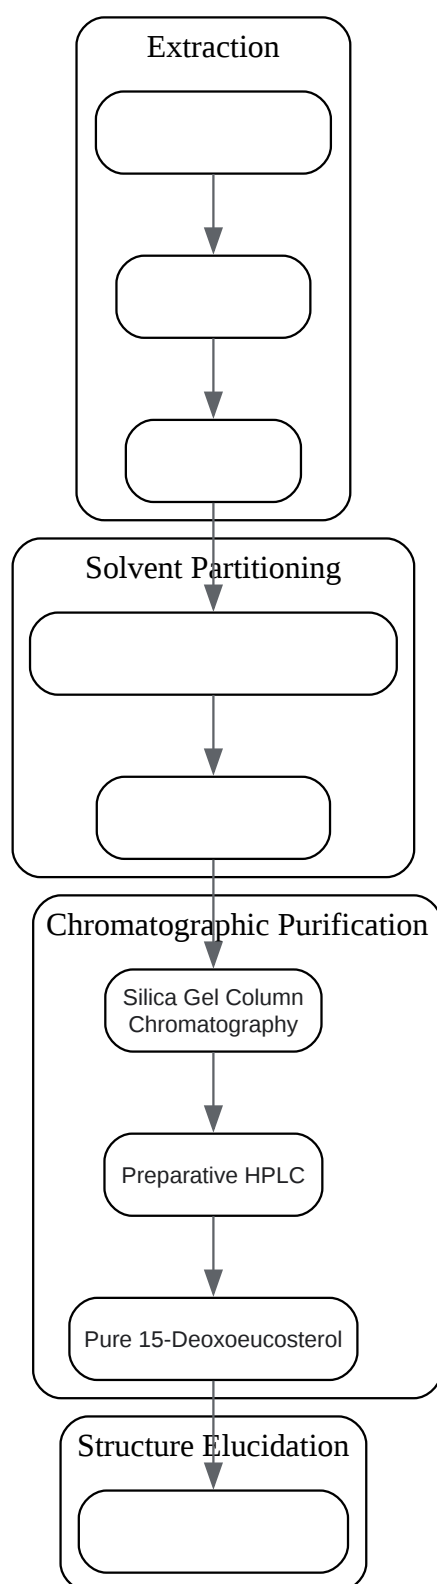 Extraction
Solvent Partitioning
Chromatographic Purification
Silica Gel Column
Chromatography
Preparative HPLC
Pure 15-Deoxoeucosterol
Structure Elucidation